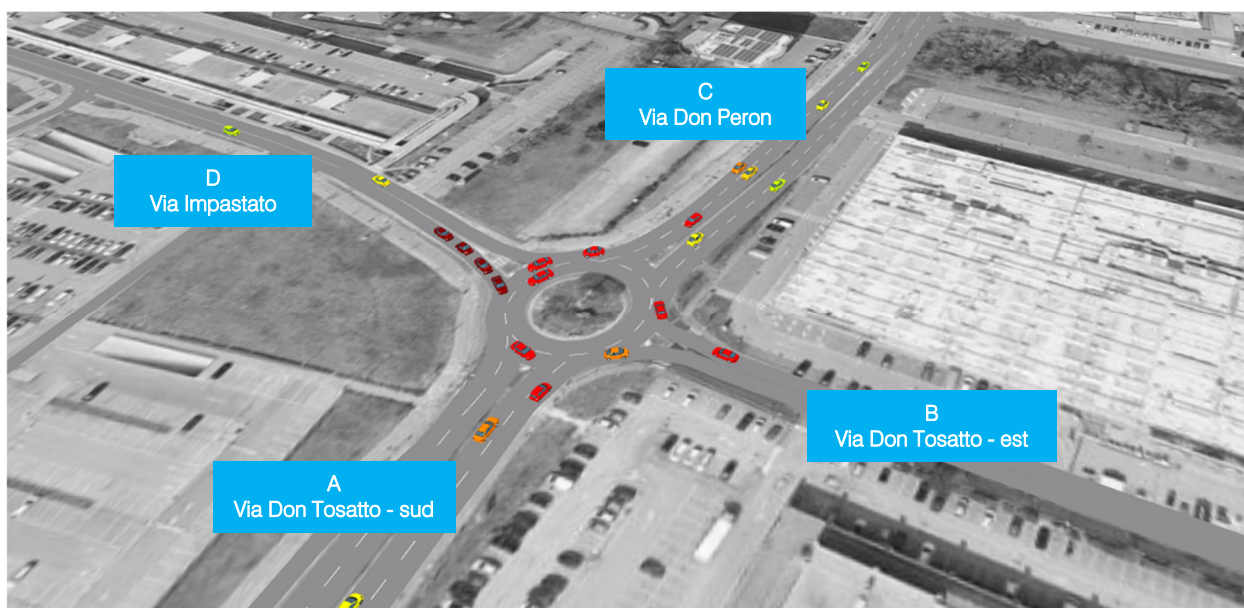 C
Via Don Peron
D
Via Impastato
B
Via Don Tosatto - est
A
Via Don Tosatto - sud